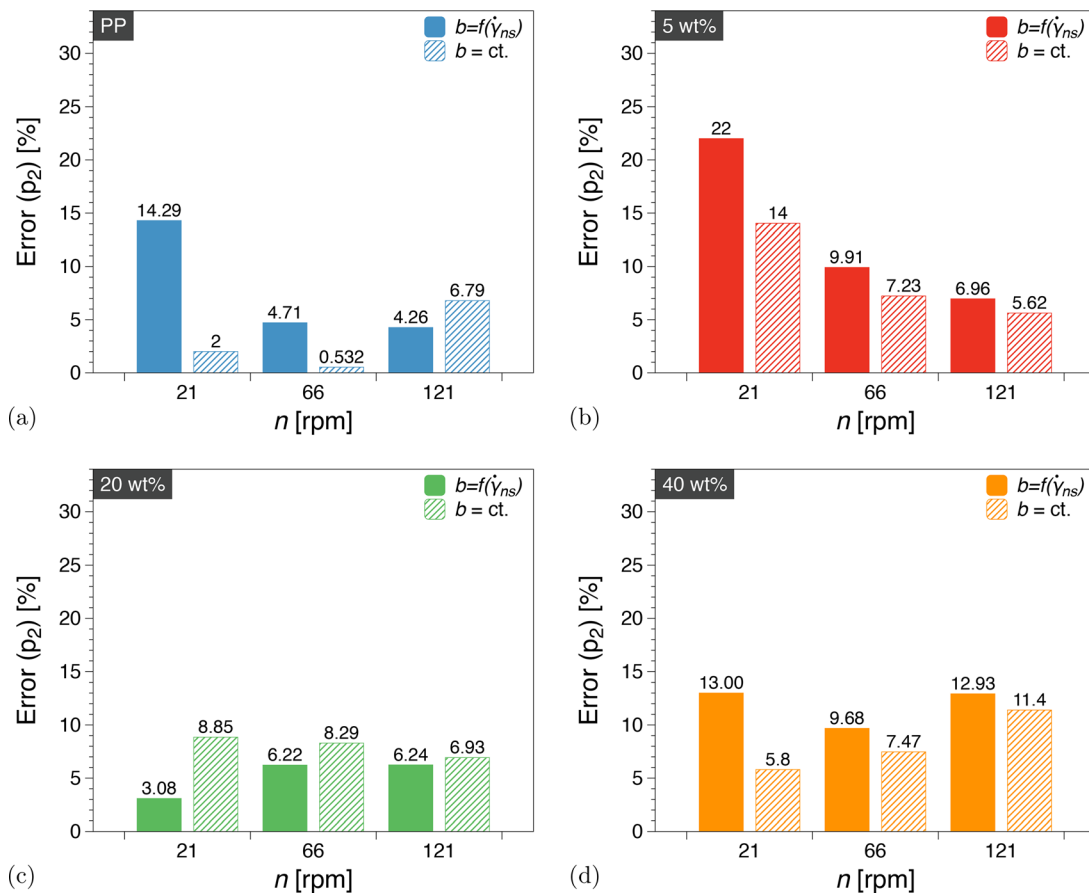 PP
b=f(γ̇ns)
b = ct.
Error (p2) [%]
35
30
25
20
15
10
5
0
14.29
2
4.71
0.532
4.26
6.79
21 66 121
n [rpm]
(a)
5 wt%
b=f(γ̇ns)
b = ct.
Error (p2) [%]
30
25
20
15
10
5
0
22
14
9.91
7.23
6.96
5.62
21 66 121
n [rpm]
(b)
20 wt%
b=f(γ̇ns)
b = ct.
Error (p2) [%]
30
25
20
15
10
5
0
3.08
8.85
6.22
8.29
6.24
6.93
21 66 121
n [rpm]
(c)
40 wt%
b=f(γ̇ns)
b = ct.
Error (p2) [%]
30
25
20
15
10
5
0
13.00
5.8
9.68
7.47
12.93
11.4
21 66 121
n [rpm]
(d)